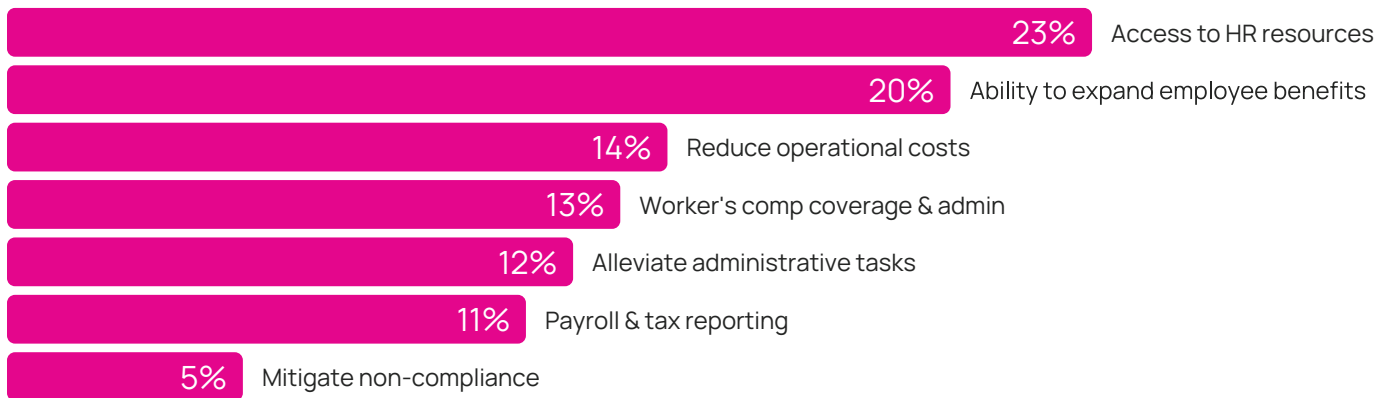 23% Access to HR resources
20% Ability to expand employee benefits
14% Reduce operational costs
13% Worker's comp coverage & admin
12% Alleviate administrative tasks
11% Payroll & tax reporting
5% Mitigate non-compliance